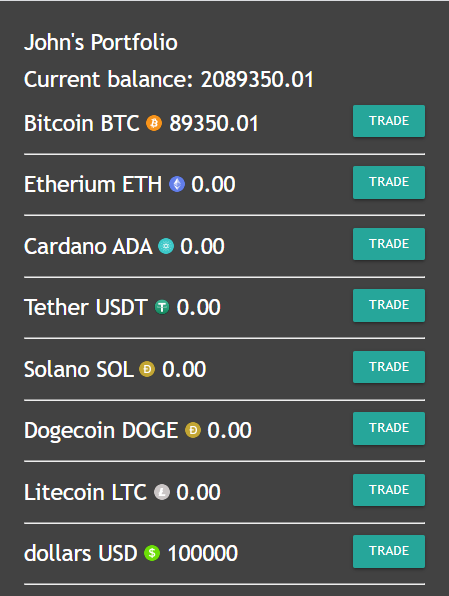 John's Portfolio
Current balance: 2089350.01
Bitcoin BTC 89350.01 TRADE
Etherium ETH 0.00 TRADE
Cardano ADA 0.00 TRADE
Tether USDT 0.00 TRADE
Solano SOL 0.00 TRADE
Dogecoin DOGE 0.00 TRADE
Litecoin LTC 0.00 TRADE
dollars USD 100000 TRADE